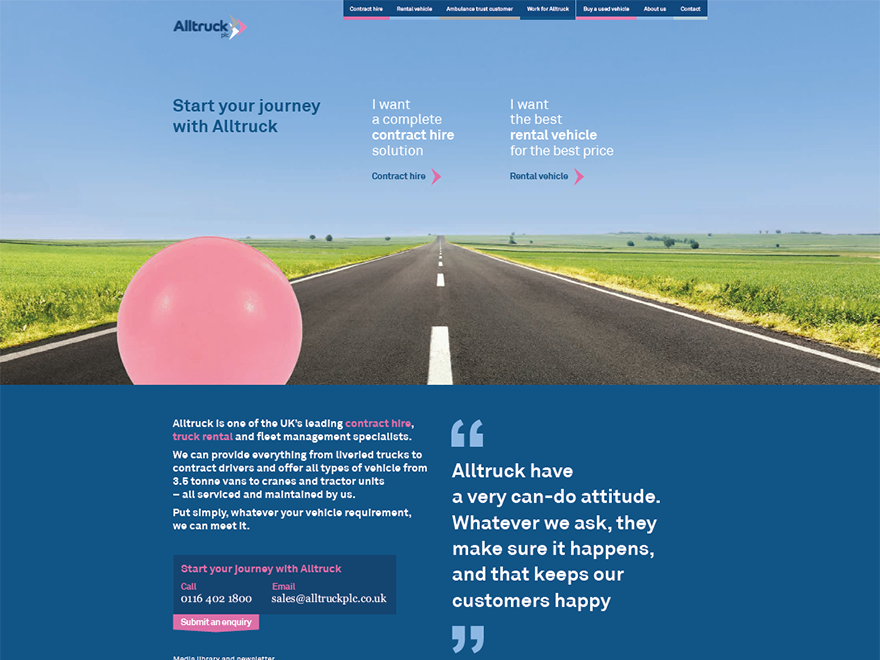 Alltruck
plc
Contract hire
Rental vehicle
Ambulance trust customer
Work for Alltruck
Buy a used vehicle
About us
Contact
Start your journey
with Alltruck
I want
a complete
contract hire
solution
Contract hire
I want
the best
rental vehicle
for the best price
Rental vehicle
Alltruck is one of the UK's leading contract hire,
truck rental and fleet management specialists.
We can provide everything from liveried trucks to
contract drivers and offer all types of vehicle from
3.5 tonne vans to cranes and tractor units
– all serviced and maintained by us.
Put simply, whatever your vehicle requirement,
we can meet it.
Start your journey with Alltruck
Call
0116 402 1800
Email
sales@alltruckplc.co.uk
Submit an enquiry
Media library and newsletter
“
Alltruck have
a very can-do attitude.
Whatever we ask, they
make sure it happens,
and that keeps our
customers happy
”